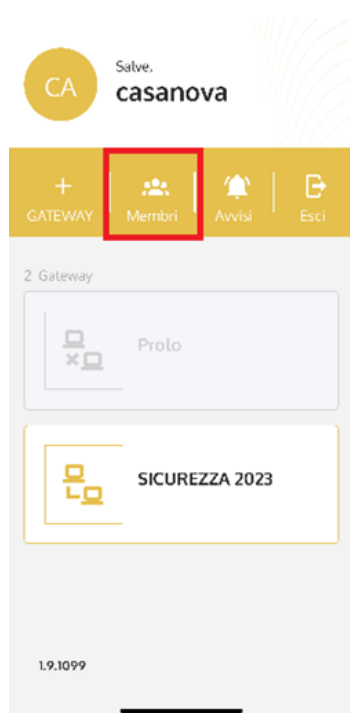 CA
Salve,
casanova
GATEWAY Membri Avvisi Esci
2 Gateway
Prolo
SICUREZZA 2023
1.9.1099